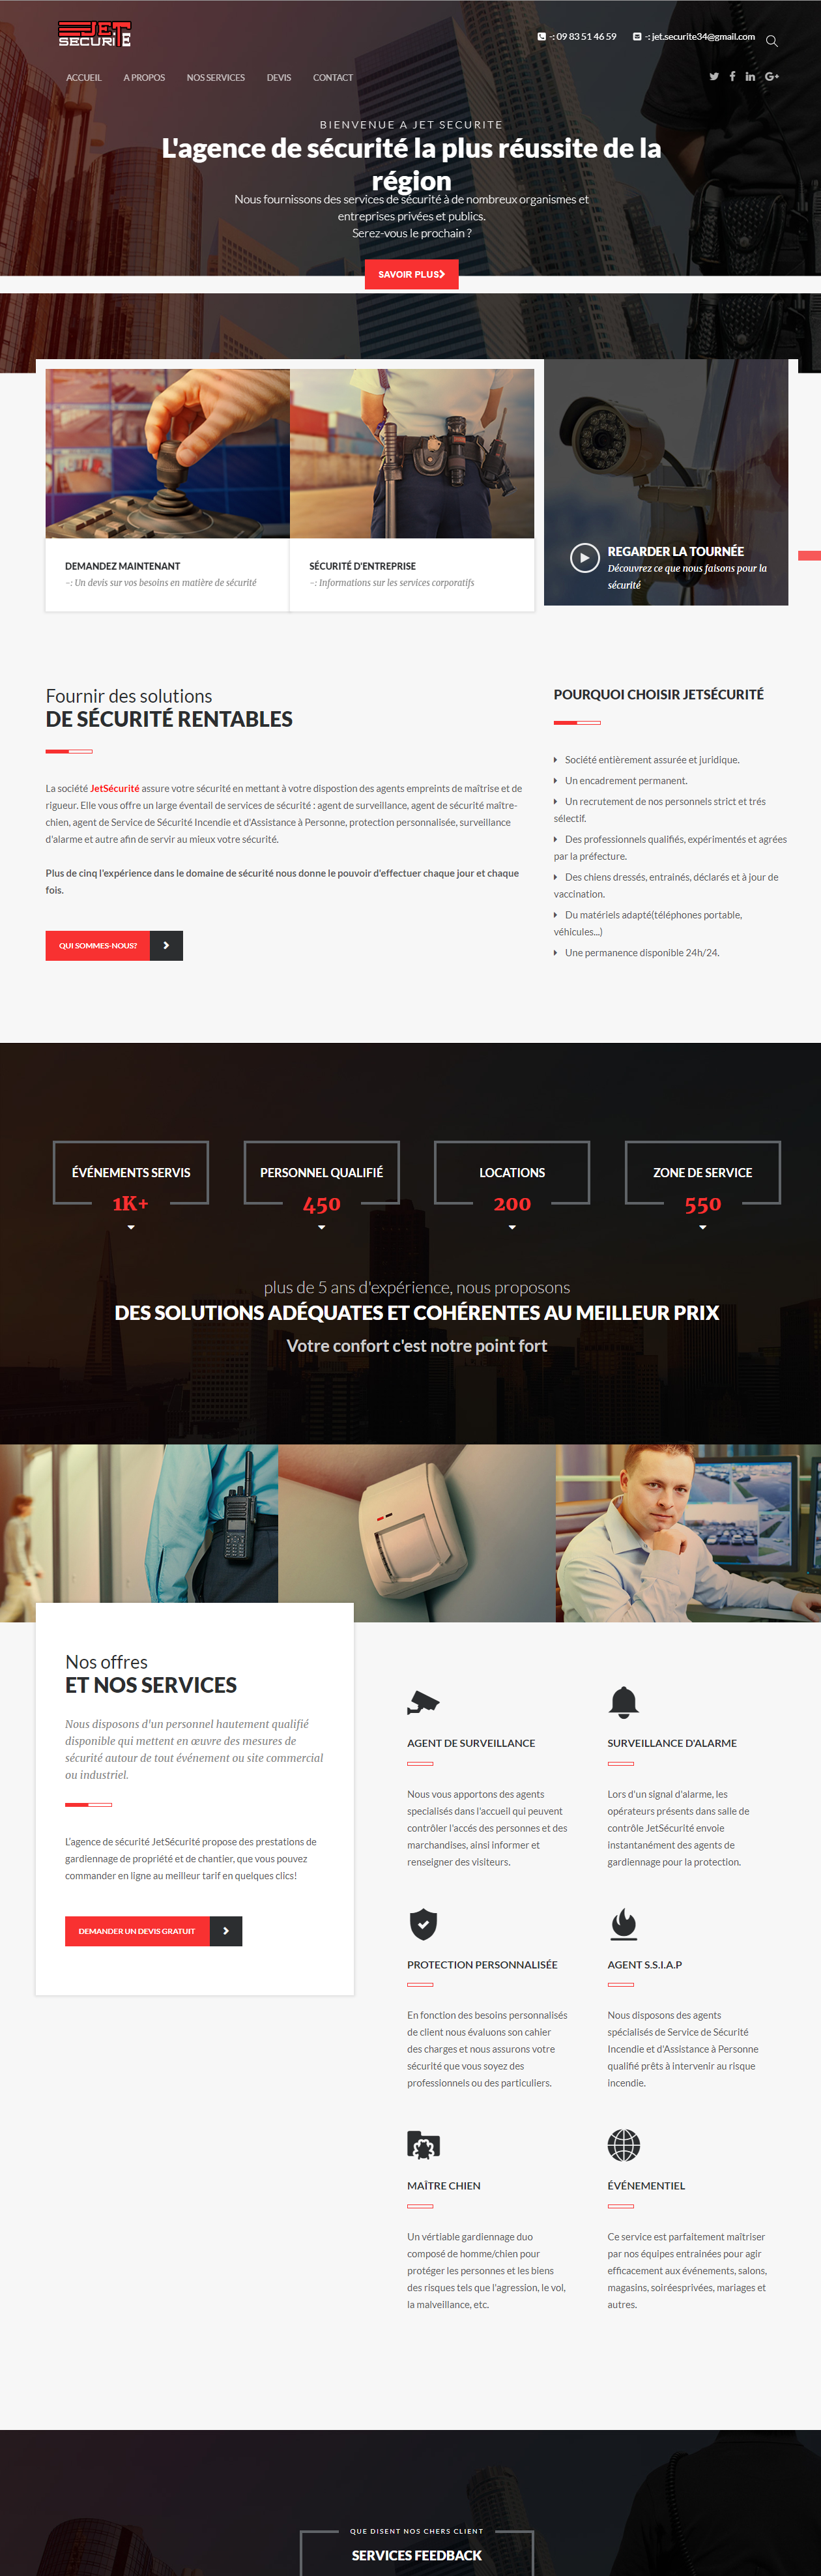 JET
SECURITE
-: 09 83 51 46 59
-: jet.securite34@gmail.com
ACCUEIL
A PROPOS
NOS SERVICES
DEVIS
CONTACT
BIENVENUE A JET SECURITE
L'agence de sécurité la plus réussite de la
région
Nous fournissons des services de sécurité à de nombreux organismes et
entreprises privées et publics.
Serez-vous le prochain ?
SAVOIR PLUS
DEMANDEZ MAINTENANT
-: Un devis sur vos besoins en matière de sécurité
SÉCURITÉ D'ENTREPRISE
-: Informations sur les services corporatifs
REGARDER LA TOURNÉE
Découvrez ce que nous faisons pour la
sécurité
Fournir des solutions
DE SÉCURITÉ RENTABLES
La société JetSécurité assure votre sécurité en mettant à votre dispostion des agents empreints de maîtrise et de
rigueur. Elle vous offre un large éventail de services de sécurité : agent de surveillance, agent de sécurité maître-
chien, agent de Service de Sécurité Incendie et d'Assistance à Personne, protection personnalisée, surveillance
d'alarme et autre afin de servir au mieux votre sécurité.
Plus de cinq l'expérience dans le domaine de sécurité nous donne le pouvoir d'effectuer chaque jour et chaque
fois.
QUI SOMMES-NOUS?
POURQUOI CHOISIR JETSÉCURITÉ
Société entièrement assurée et juridique.
Un encadrement permanent.
Un recrutement de nos personnels strict et trés
sélectif.
Des professionnels qualifiés, expérimentés et agrées
par la préfecture.
Des chiens dressés, entrainés, déclarés et à jour de
vaccination.
Du matériels adapté(téléphones portable,
véhicules...)
Une permanence disponible 24h/24.
ÉVÉNEMENTS SERVIS
1K+
PERSONNEL QUALIFIÉ
450
LOCATIONS
200
ZONE DE SERVICE
550
plus de 5 ans d'expérience, nous proposons
DES SOLUTIONS ADÉQUATES ET COHÉRENTES AU MEILLEUR PRIX
Votre confort c'est notre point fort
Nos offres
ET NOS SERVICES
Nous disposons d'un personnel hautement qualifié
disponible qui mettent en œuvre des mesures de
sécurité autour de tout événement ou site commercial
ou industriel.
L'agence de sécurité JetSécurité propose des prestations de
gardiennage de propriété et de chantier, que vous pouvez
commander en ligne au meilleur tarif en quelques clics!
DEMANDER UN DEVIS GRATUIT
AGENT DE SURVEILLANCE
Nous vous apportons des agents
specialisés dans l'accueil qui peuvent
contrôler l'accés des personnes et des
marchandises, ainsi informer et
renseigner des visiteurs.
SURVEILLANCE D'ALARME
Lors d'un signal d'alarme, les
opérateurs présents dans salle de
contrôle JetSécurité envoie
instantanément des agents de
gardiennage pour la protection.
PROTECTION PERSONNALISÉE
En fonction des besoins personnalisés
de client nous évaluons son cahier
des charges et nous assurons votre
sécurité que vous soyez des
professionnels ou des particuliers.
AGENT S.S.I.A.P
Nous disposons des agents
spécialisés de Service de Sécurité
Incendie et d'Assistance à Personne
qualifié prêts à intervenir au risque
incendie.
MAÎTRE CHIEN
Un vértiable gardiennage duo
composé de homme/chien pour
protéger les personnes et les biens
des risques tels que l'agression, le vol,
la malveillance, etc.
ÉVÉNEMENTIEL
Ce service est parfaitement maîtriser
par nos équipes entrainées pour agir
efficacement aux événements, salons,
magasins, soiréesprivées, mariages et
autres.
QUE DISENT NOS CHERS CLIENT
SERVICES FEEDBACK